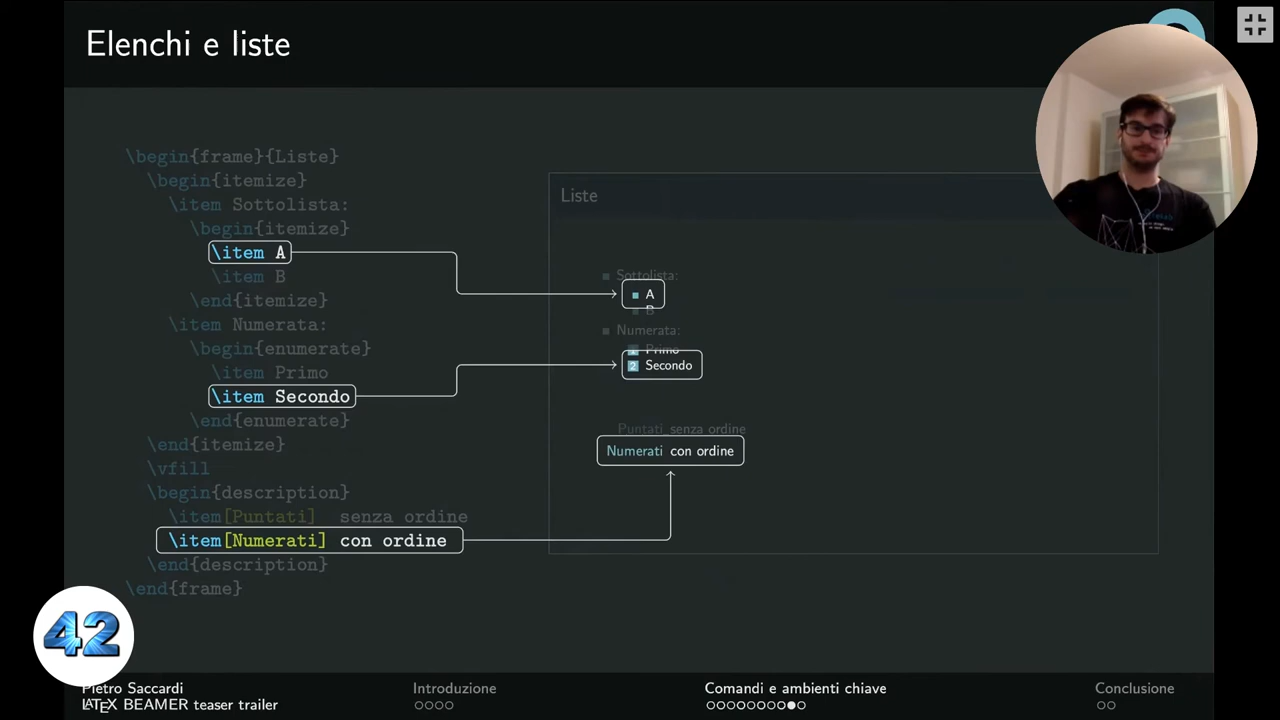 Elenchi e liste
\begin{frame}{Liste}
\begin{itemize}
\item Sottolista:
\begin{itemize}
\item A
\item B
\end{itemize}
\item Numerata:
\begin{enumerate}
\item Primo
\item Secondo
\end{enumerate}
\end{itemize}
\vfill
\begin{description}
\item[Puntati] senza ordine
\item[Numerati] con ordine
\end{description}
\end{frame}
Liste
Sottolista:
A
B
Numerata:
1 Primo
2 Secondo
Puntati senza ordine
Numerati con ordine
42
Pietro Saccardi
LATEX BEAMER teaser trailer
Introduzione
Comandi e ambienti chiave
Conclusione